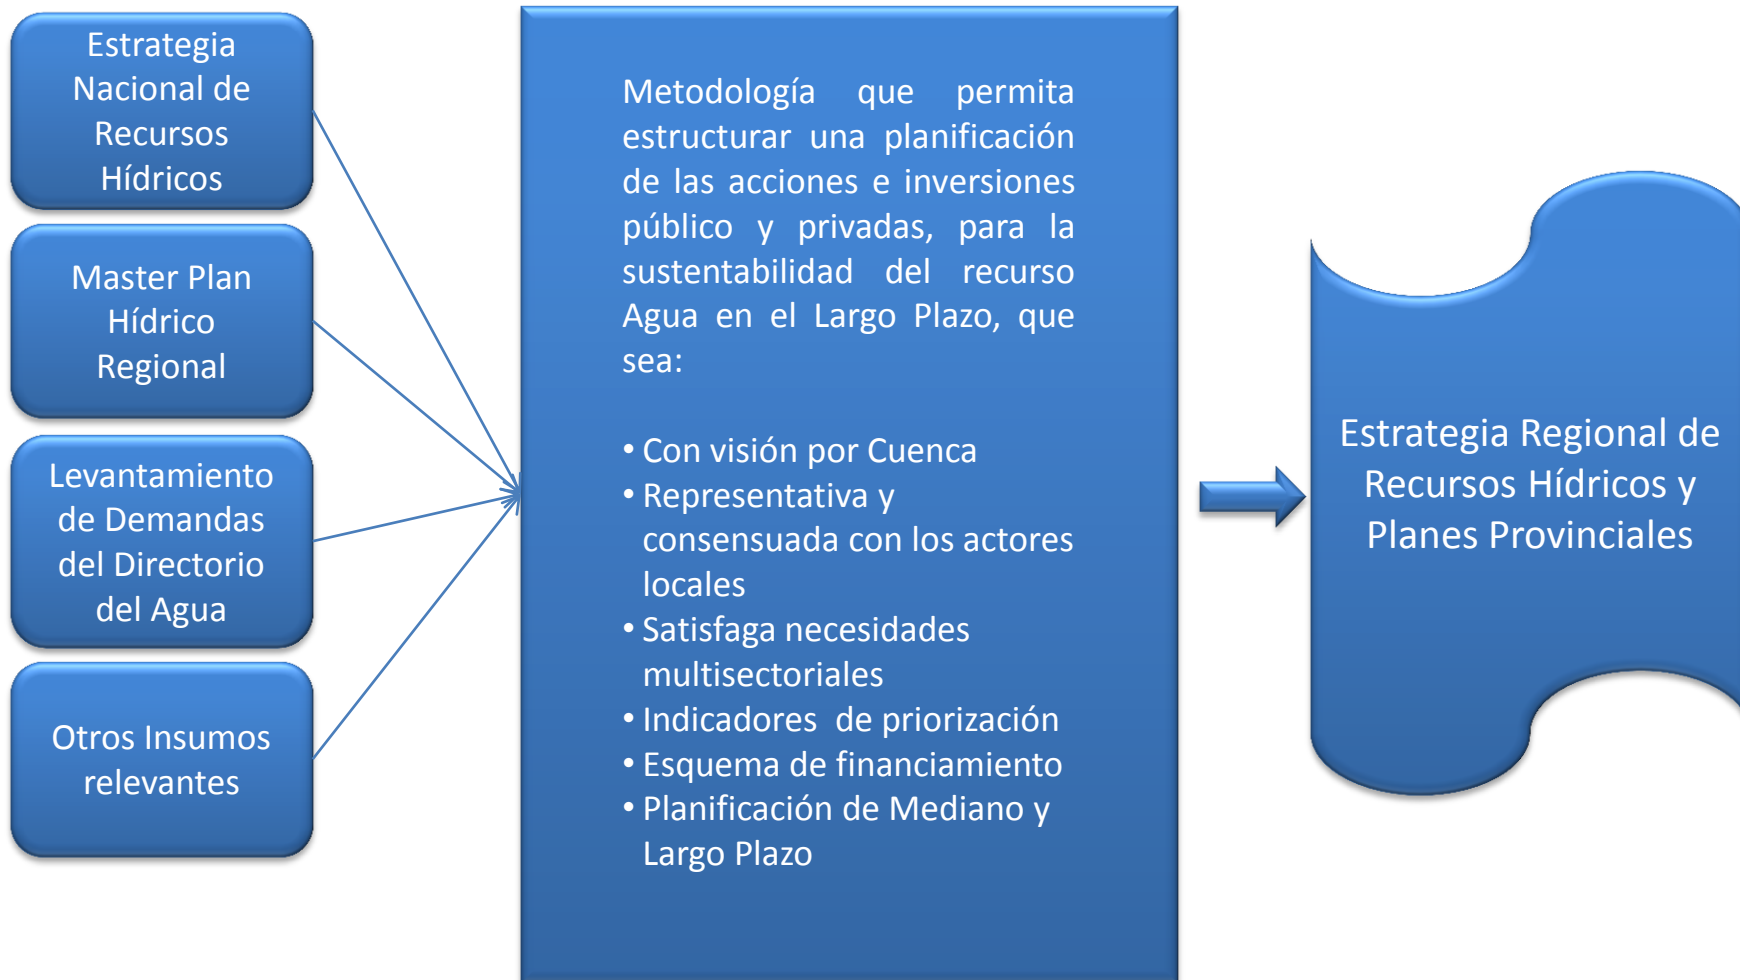 Estrategia
Nacional de
Recursos
Hídricos
Master Plan
Hídrico
Regional
Levantamiento
de Demandas
del Directorio
del Agua
Otros Insumos
relevantes
Metodología que permita
estructurar una planificación
de las acciones e inversiones
público y privadas, para la
sustentabilidad del recurso
Agua en el Largo Plazo, que
sea:
• Con visión por Cuenca
• Representativa y
consensuada con los actores
locales
• Satisfaga necesidades
multisectoriales
• Indicadores de priorización
• Esquema de financiamiento
• Planificación de Mediano y
Largo Plazo
Estrategia Regional de
Recursos Hídricos y
Planes Provinciales